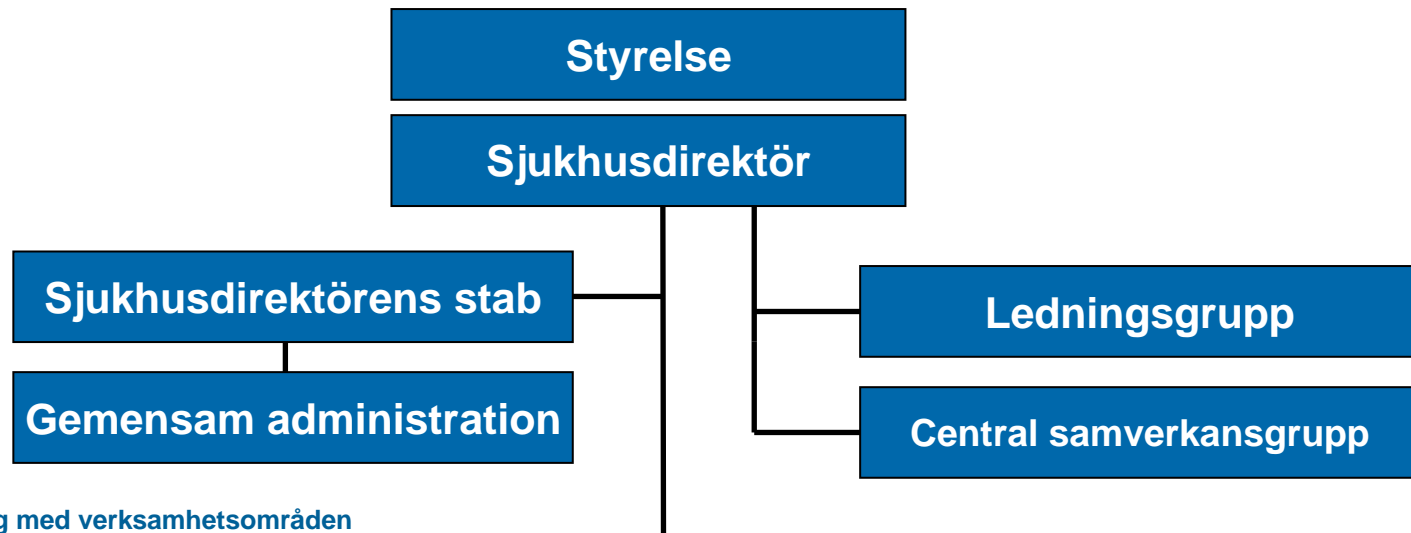 Styrelse
Sjukhusdirektör
Sjukhusdirektörens stab
Ledningsgrupp
Gemensam administration
Central samverkansgrupp
med verksamhetsområden